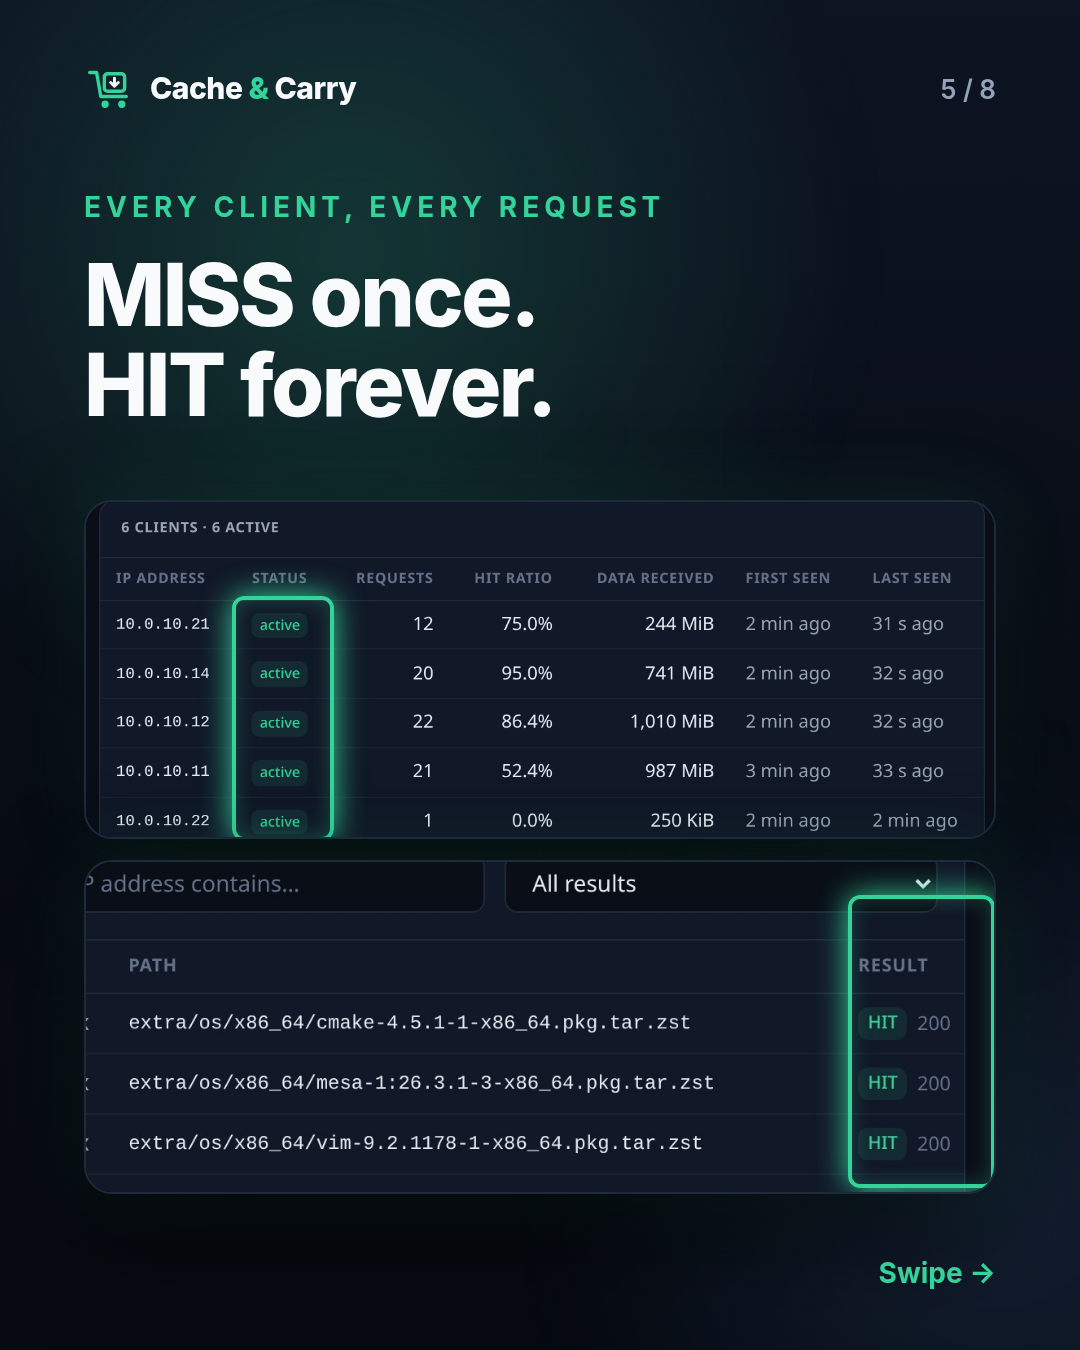 Cache & Carry
5 / 8
EVERY CLIENT, EVERY REQUEST
MISS once.
HIT forever.
6 CLIENTS · 6 ACTIVE
IP ADDRESS STATUS REQUESTS HIT RATIO DATA RECEIVED FIRST SEEN LAST SEEN
10.0.10.21 active 12 75.0% 244 MiB 2 min ago 31 s ago
10.0.10.14 active 20 95.0% 741 MiB 2 min ago 32 s ago
10.0.10.12 active 22 86.4% 1,010 MiB 2 min ago 32 s ago
10.0.10.11 active 21 52.4% 987 MiB 3 min ago 33 s ago
10.0.10.22 active 1 0.0% 250 KiB 2 min ago 2 min ago
address contains... All results
PATH RESULT
extra/os/x86_64/cmake-4.5.1-1-x86_64.pkg.tar.zst HIT 200
extra/os/x86_64/mesa-1:26.3.1-3-x86_64.pkg.tar.zst HIT 200
extra/os/x86_64/vim-9.2.1178-1-x86_64.pkg.tar.zst HIT 200
Swipe →